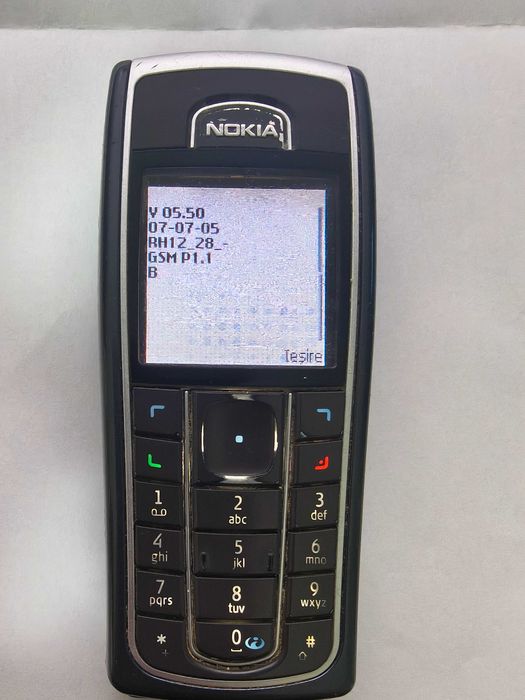 NOKIA
V 05.50
07-07-05
RH12_28_-
GSM P1.1
B
Ieşire
1
2 abc
3 def
4 ghi
5 jkl
6 mno
7 pqrs
8 tuv
9 wxyz
* +
0
#